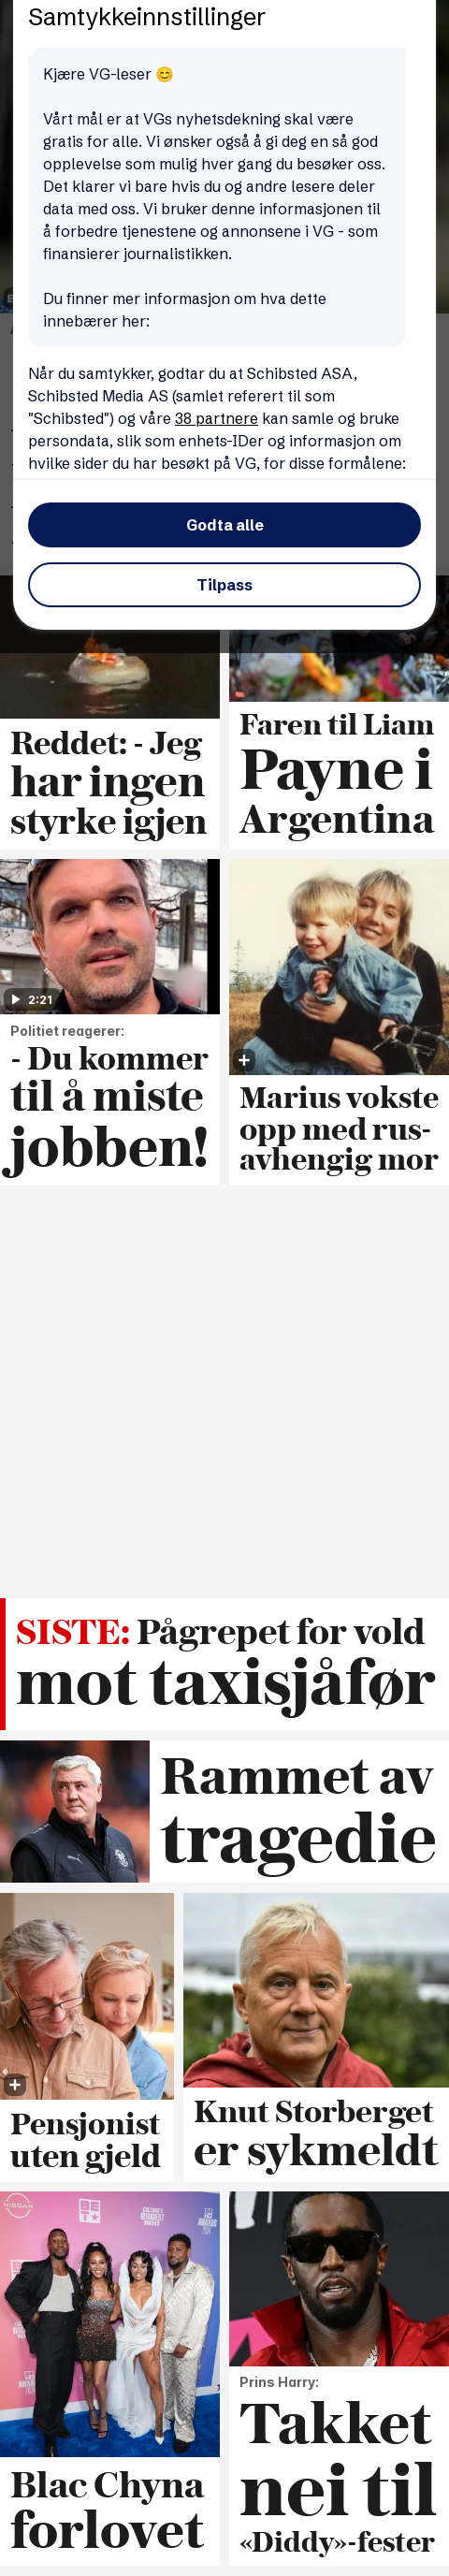 Samtykkeinnstillinger
Kjære VG-leser 😊
Vårt mål er at VGs nyhetsdekning skal være
gratis for alle. Vi ønsker også å gi deg en så god
opplevelse som mulig hver gang du besøker oss.
Det klarer vi bare hvis du og andre lesere deler
data med oss. Vi bruker denne informasjonen til
å forbedre tjenestene og annonsene i VG - som
finansierer journalistikken.
Du finner mer informasjon om hva dette
innebærer her:
Når du samtykker, godtar du at Schibsted ASA,
Schibsted Media AS (samlet referert til som
"Schibsted") og våre 38 partnere kan samle og bruke
persondata, slik som enhets-IDer og informasjon om
hvilke sider du har besøkt på VG, for disse formålene:
Godta alle
Tilpass
Reddet: - Jeg
har ingen
styrke igjen
Faren til Liam
Payne i
Argentina
2:21
Politiet reagerer:
- Du kommer
til å miste
jobben!
Marius vokste
opp med rus-
avhengig mor
SISTE: Pågrepet for vold
mot taxisjåfør
Rammet av
tragedie
Pensjonist
uten gjeld
Knut Storberget
er sykmeldt
NISSAN
BET
CULTURE'S
BIGGEST
NIGHT
AWARDS
Blac Chyna
forlovet
Prins Harry:
Takket
nei til
«Diddy»-fester